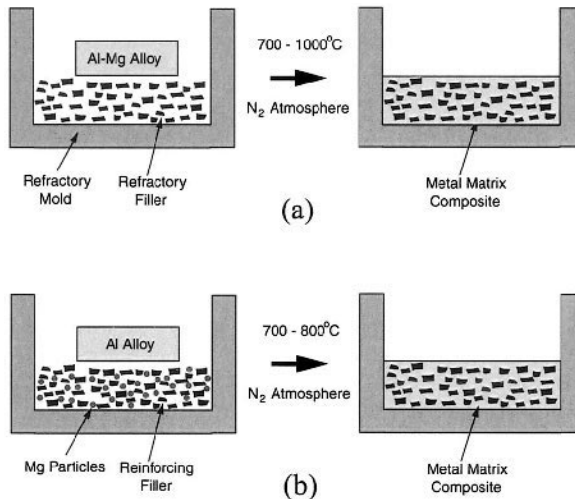 Al-Mg Alloy
700 - 1000°C
N₂ Atmosphere
Refractory
Mold
Refractory
Filler
Metal Matrix
Composite
(a)
Al Alloy
700 - 800°C
N₂ Atmosphere
Mg Particles
Reinforcing
Filler
Metal Matrix
Composite
(b)